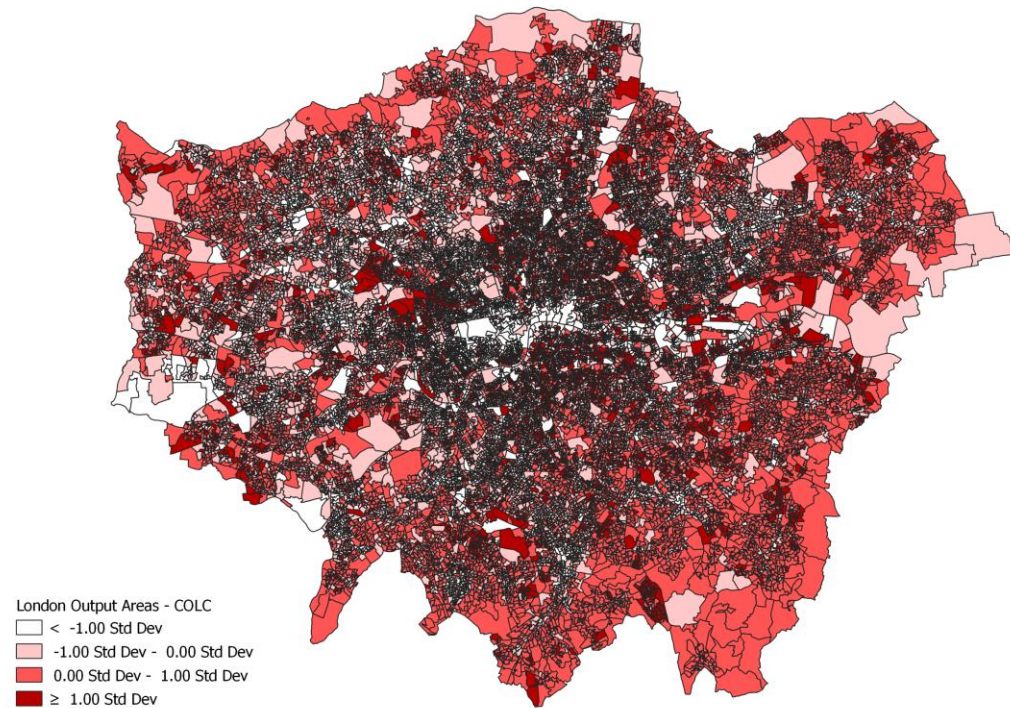 London Output Areas - COLC
< -1.00 Std Dev
-1.00 Std Dev - 0.00 Std Dev
0.00 Std Dev - 1.00 Std Dev
≥ 1.00 Std Dev